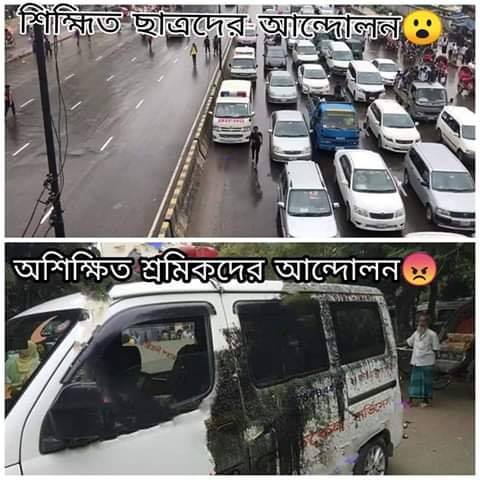 শিক্ষিত ছাত্রদের আন্দোলন😮
অশিক্ষিত শ্রমিকদের আন্দোলন😡